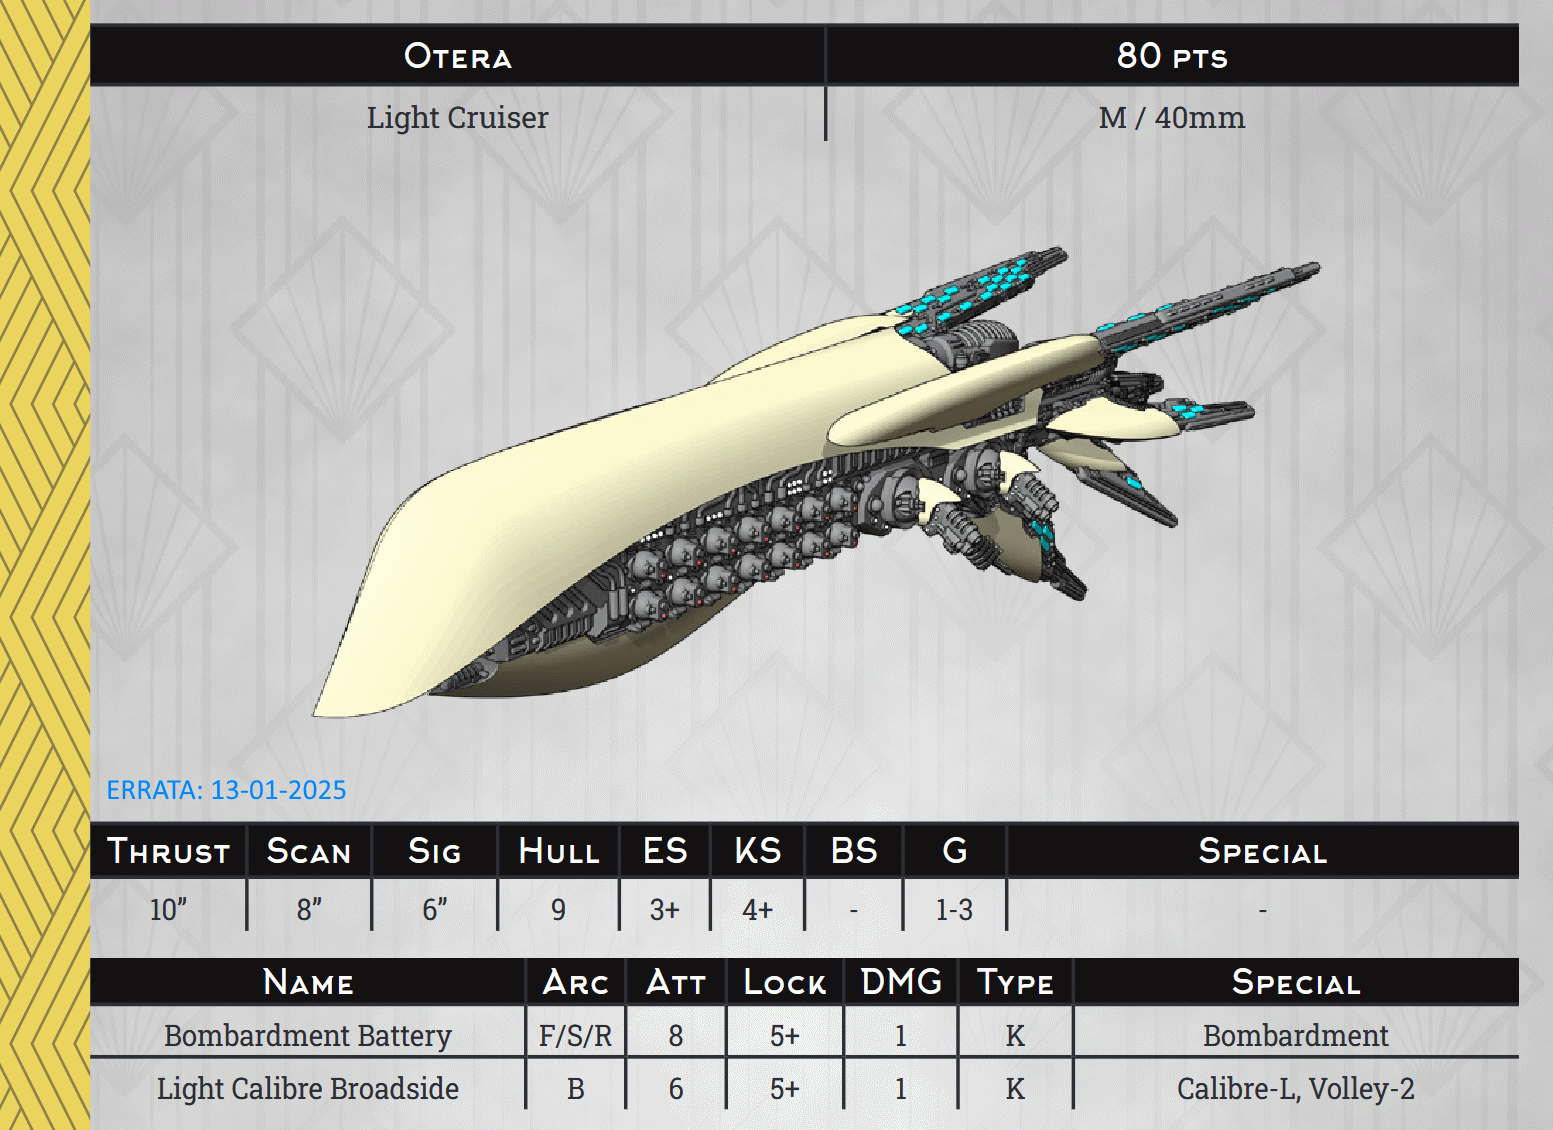 Otera 80 pts
Light Cruiser M / 40mm
ERRATA: 13-01-2025
Thrust Scan Sig Hull ES KS BS G Special
10” 8” 6” 9 3+ 4+ - 1-3 -
Name Arc Att Lock DMG Type Special
Bombardment Battery F/S/R 8 5+ 1 K Bombardment
Light Calibre Broadside B 6 5+ 1 K Calibre-L, Volley-2